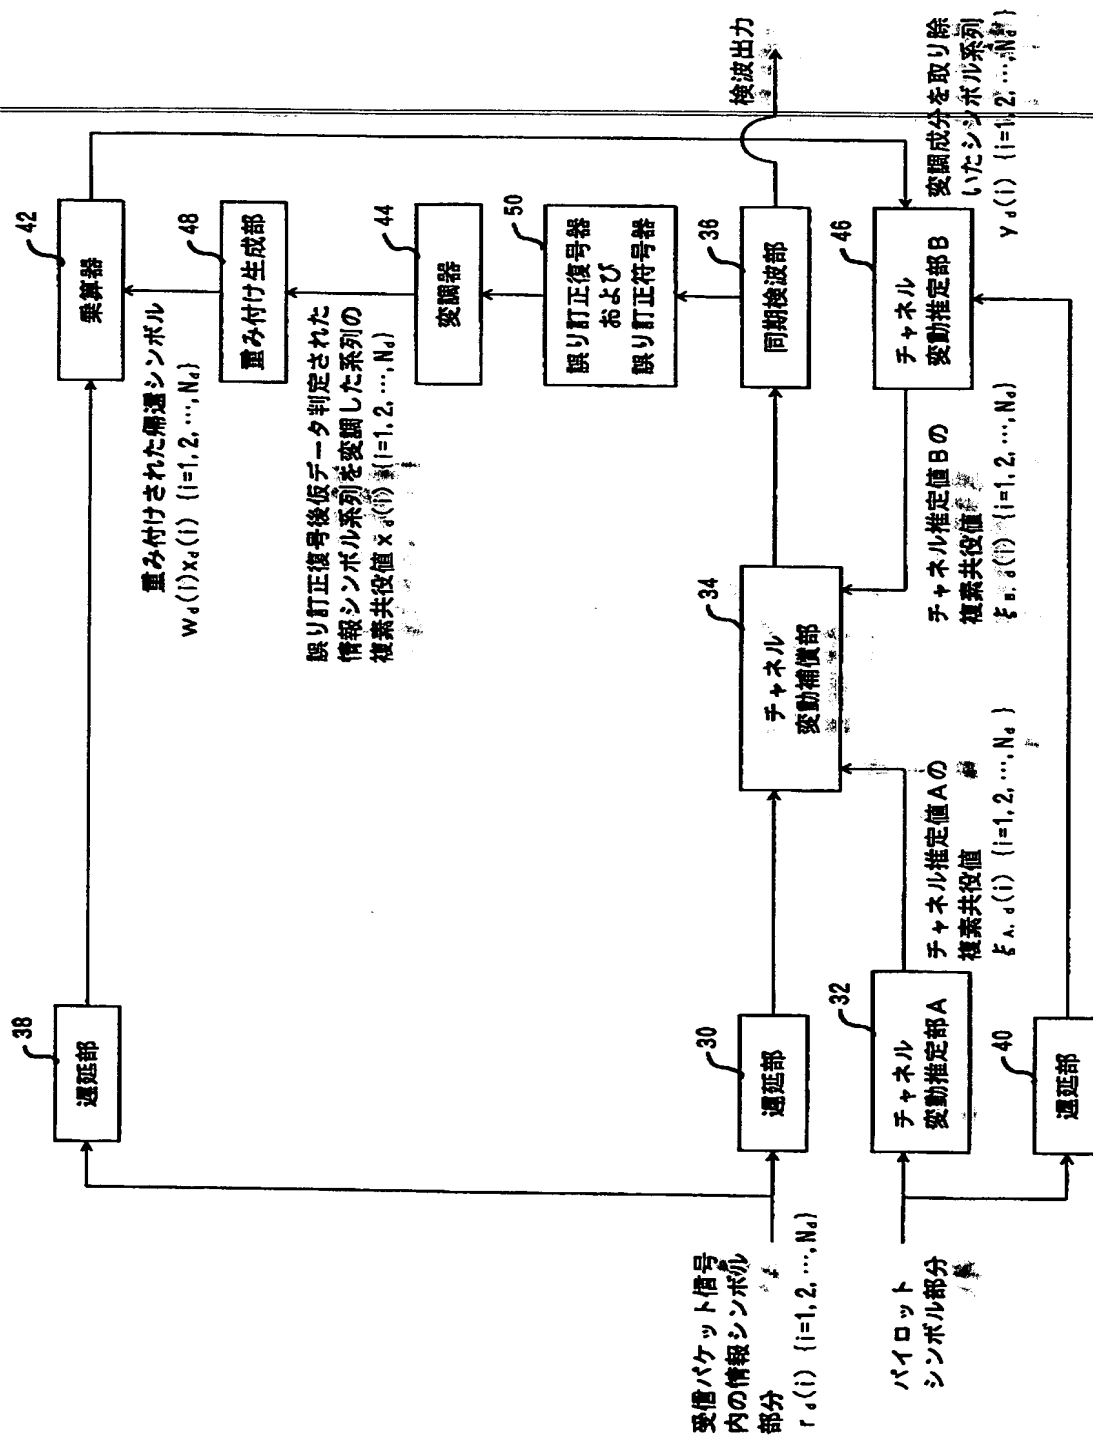 受信パケット信号
内の情報シンボル
部分
r_d(i) {i=1,2,…,N_d}
パイロット
シンボル部分
38
遅延部
30
遅延部
32
チャネル
変動推定部A
40
遅延部
チャネル推定値Aの
複素共役値
ξ_A,d(i) {i=1,2,…,N_d}
34
チャネル
変動補償部
重み付けされた帰還シンボル
w_d(i)x_d(i) {i=1,2,…,N_d}
誤り訂正復号後仮データ判定された
情報シンボル系列を変調した系列の
複素共役値x_d(i) {i=1,2,…,N_d}
チャネル推定値Bの
複素共役値
ξ_B,d(i) {i=1,2,…,N_d}
42
乗算器
48
重み付け生成部
44
変調器
50
誤り訂正復号器
および
誤り訂正符号器
36
同期検波部
46
チャネル
変動推定部B
検波出力
変調成分を取り除
いたシンボル系列
y_d(i) {i=1,2,…,N_d}